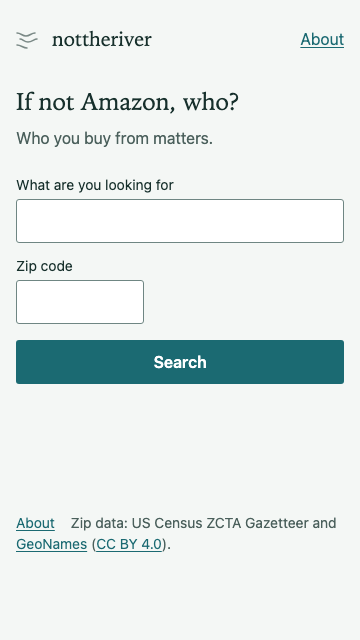 nottheriver
About
If not Amazon, who?
Who you buy from matters.
What are you looking for
Zip code
Search
About Zip data: US Census ZCTA Gazetteer and
GeoNames (CC BY 4.0).